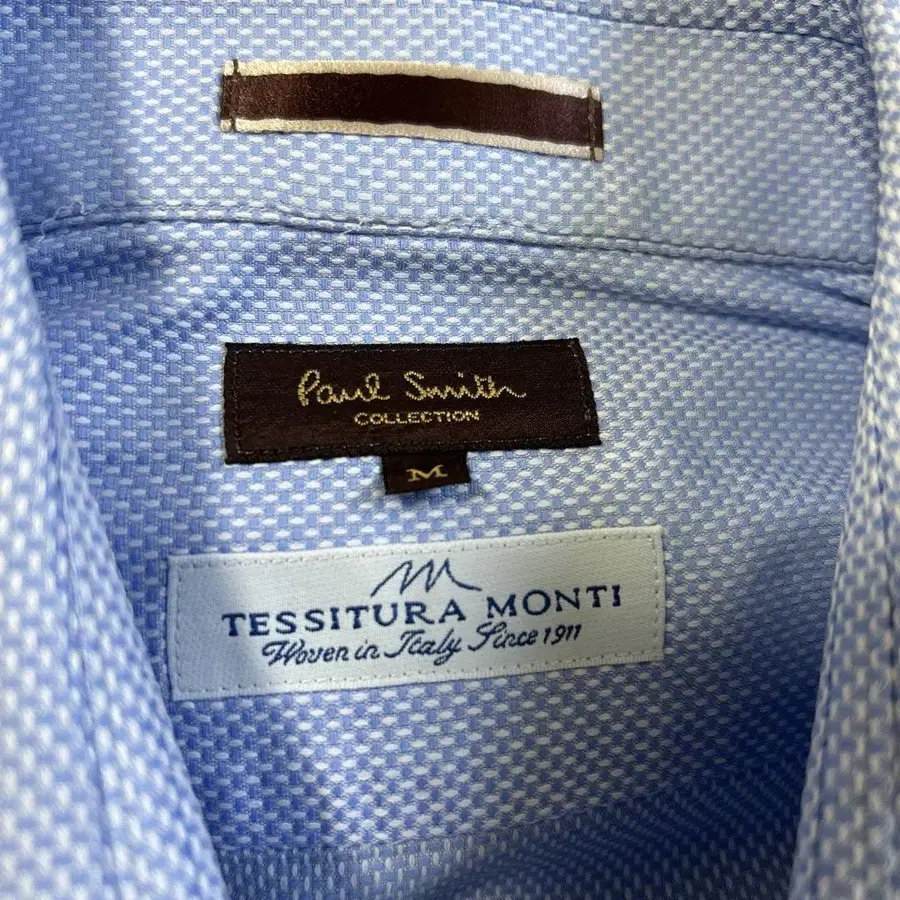 Paul Smith
COLLECTION
M
TESSITURA MONTI
Woven in Italy Since 1911